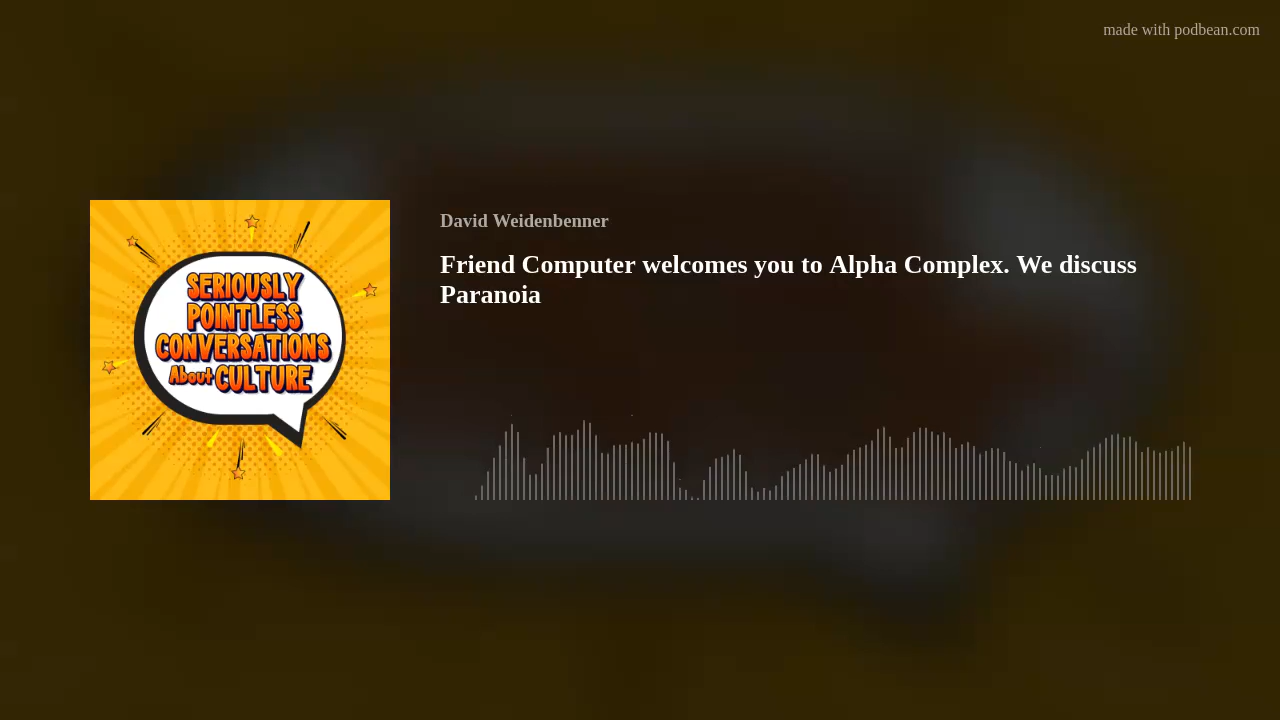 made with podbean.com
SERIOUSLY
POINTLESS
CONVERSATIONS
About CULTURE
David Weidenbenner
Friend Computer welcomes you to Alpha Complex. We discuss
Paranoia